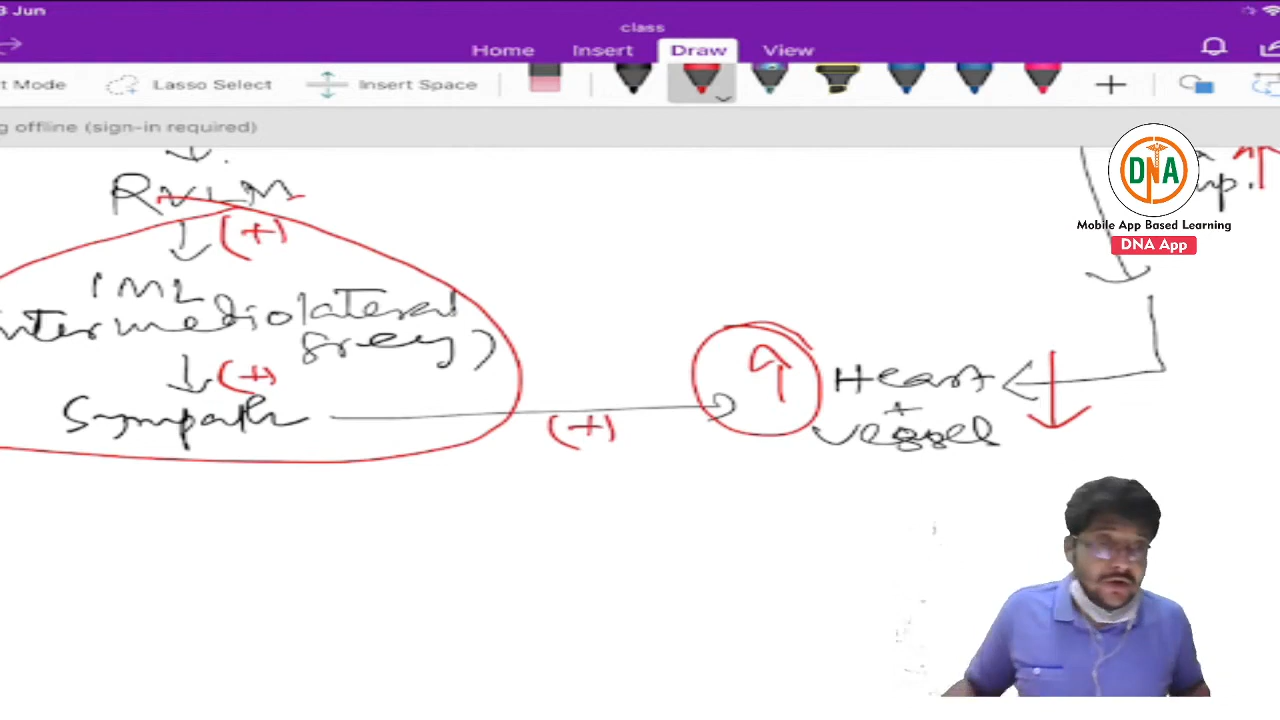 3 Jun
class
Home Insert Draw View
t Mode Lasso Select Insert Space
g offline (sign-in required)
DNA
Mobile App Based Learning
DNA App
RVLM
(+)
IML
ntermediolateral
Grey)
(+)
Sympath
(+)
Heart
+
vessel